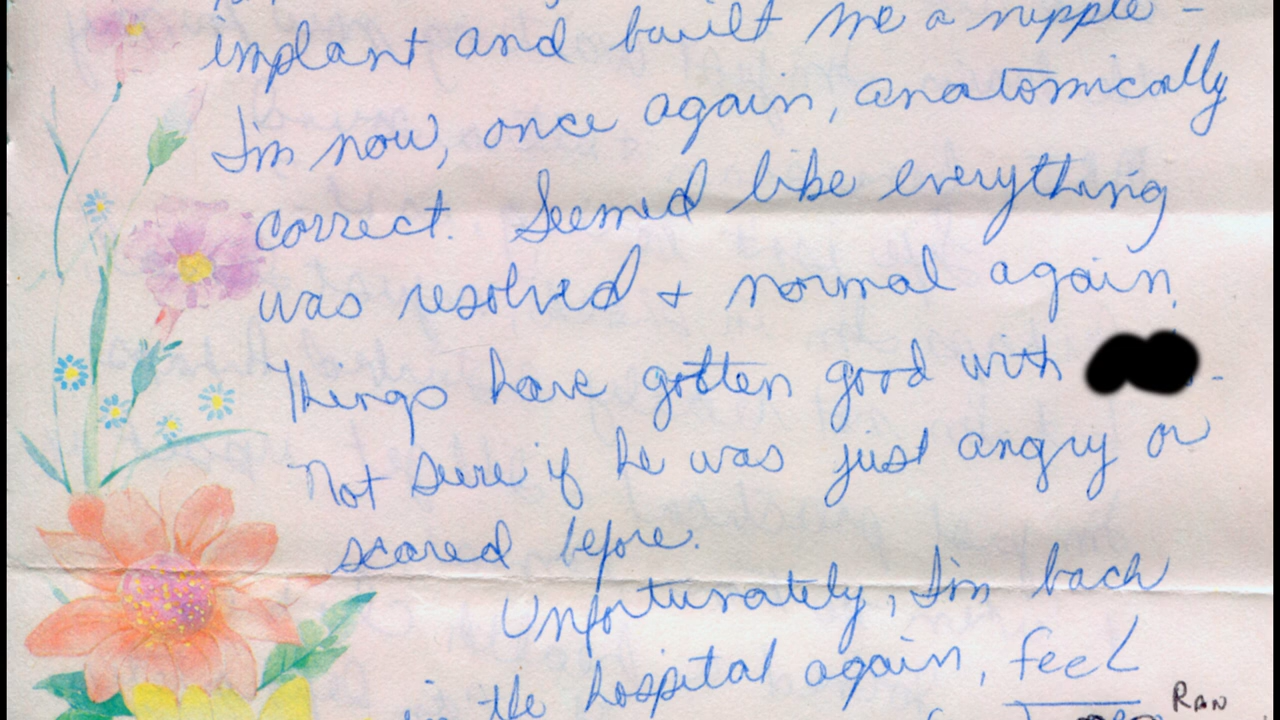 implant and built me a nipple -
I'm now, once again, anatomically
correct. Seemed like everything
was resolved + normal again.
Things have gotten good with -
Not sure if he was just angry or
scared before.
Unfortunately, I'm back
in the hospital again, feel
RAN